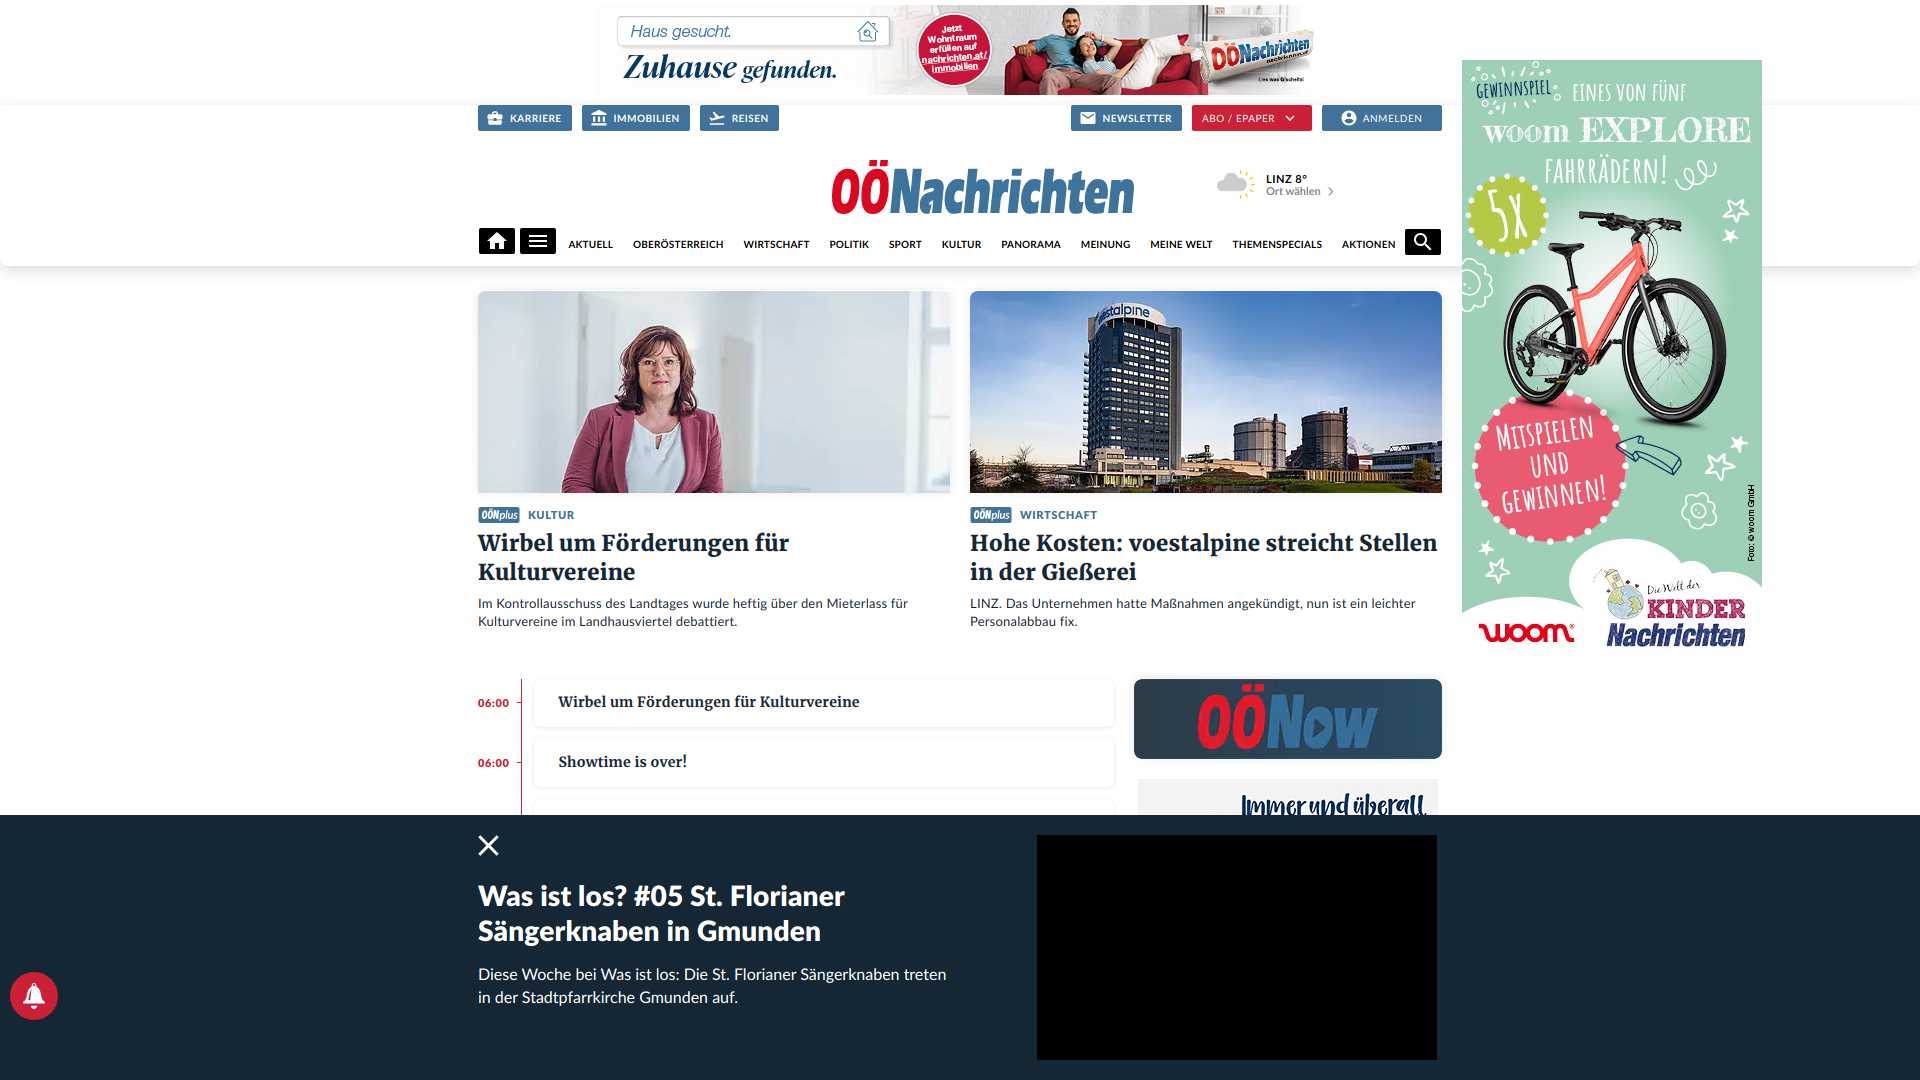 Haus gesucht.
Zuhause gefunden.
Jetzt
Wohntraum
erfüllen auf
nachrichten.at/
immobilien
OÖNachrichten
Lies was G'scheits!
KARRIERE
IMMOBILIEN
REISEN
NEWSLETTER
ABO / EPAPER
ANMELDEN
OÖNachrichten
LINZ 8°
Ort wählen
AKTUELL
OBERÖSTERREICH
WIRTSCHAFT
POLITIK
SPORT
KULTUR
PANORAMA
MEINUNG
MEINE WELT
THEMENSPECIALS
AKTIONEN
GEWINNSPIEL
EINES VON FÜNF
woom EXPLORE
FAHRRÄDERN!
5X
MITSPIELEN
UND
GEWINNEN!
Foto: © woom GmbH
woom
Die Welt der
KINDER
Nachrichten
voestalpine
OÖNplus KULTUR
Wirbel um Förderungen für
Kulturvereine
Im Kontrollausschuss des Landtages wurde heftig über den Mieterlass für
Kulturvereine im Landhausviertel debattiert.
OÖNplus WIRTSCHAFT
Hohe Kosten: voestalpine streicht Stellen
in der Gießerei
LINZ. Das Unternehmen hatte Maßnahmen angekündigt, nun ist ein leichter
Personalabbau fix.
06:00 Wirbel um Förderungen für Kulturvereine
06:00 Showtime is over!
OÖNow
Immer und überall
Was ist los? #05 St. Florianer
Sängerknaben in Gmunden
Diese Woche bei Was ist los: Die St. Florianer Sängerknaben treten
in der Stadtpfarrkirche Gmunden auf.